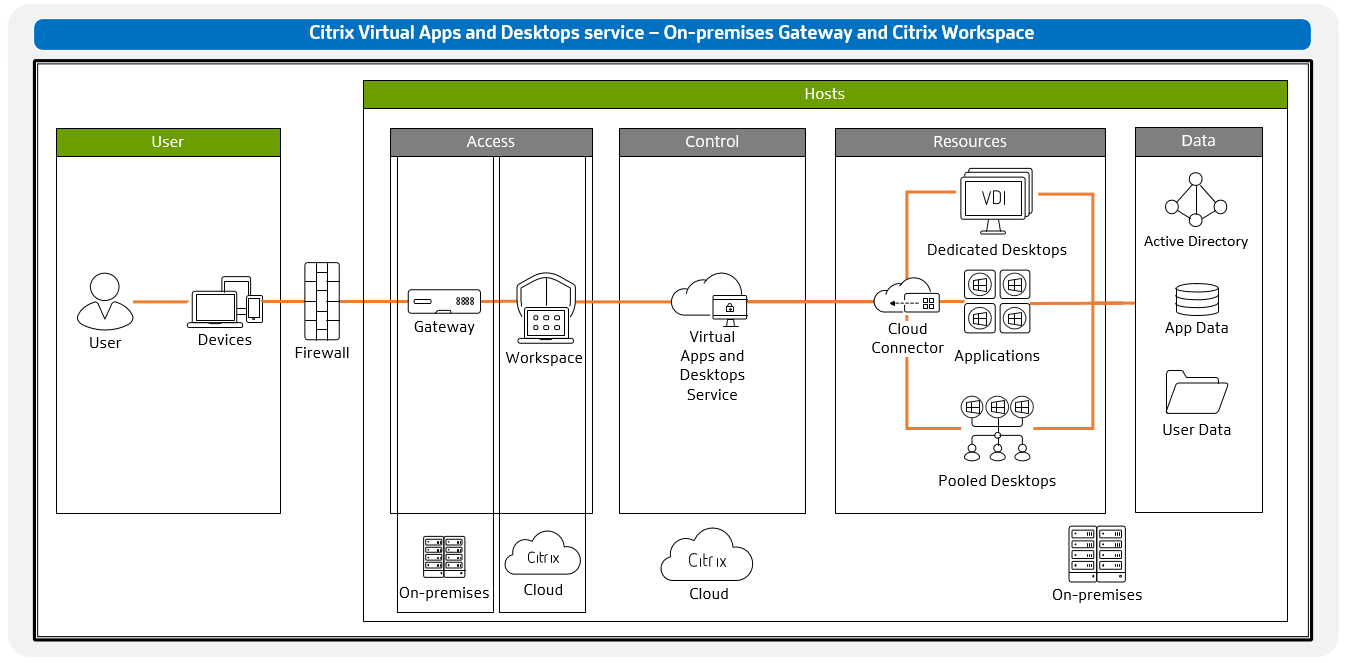 Citrix Virtual Apps and Desktops service – On-premises Gateway and Citrix Workspace
Hosts
User
Access
Control
Resources
Data
User
Devices
Firewall
Gateway
8888
Workspace
Virtual
Apps and
Desktops
Service
Cloud
Connector
VDI
Dedicated Desktops
Applications
Pooled Desktops
Active Directory
App Data
User Data
On-premises
Citrix
Cloud
Citrix
Cloud
On-premises